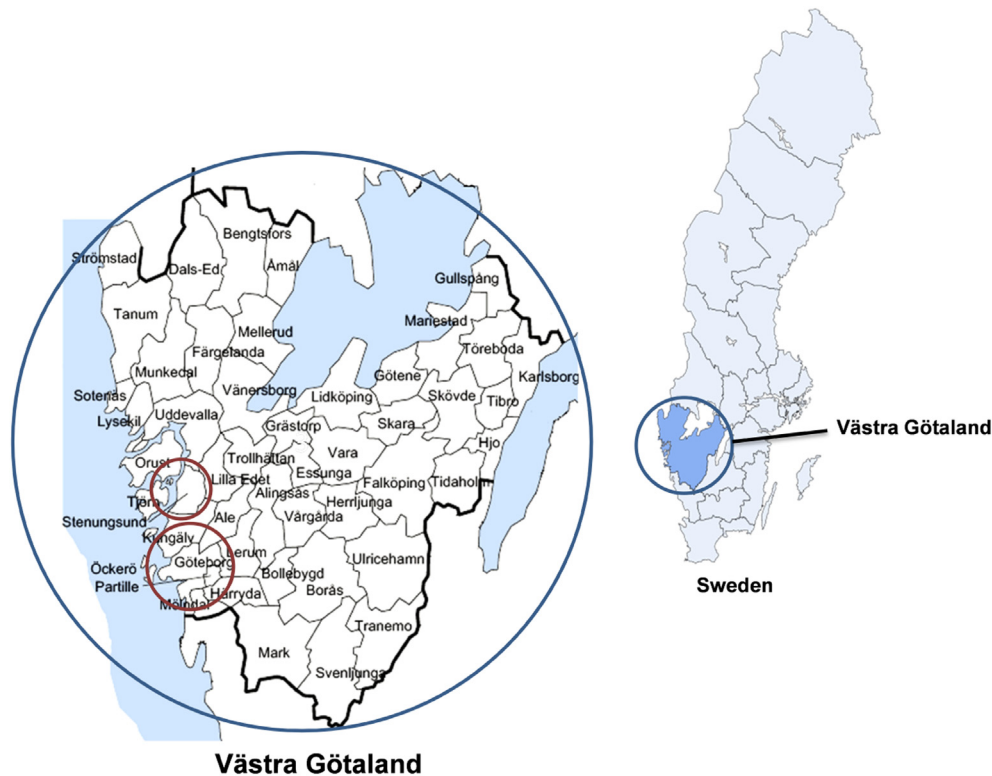 Bengtsfors
Strömstad
Dals-Ed
Åmål
Gullspång
Tanum
Mariestad
Mellerud
Töreboda
Färgelanda
Munkedal
Götene
Karlsborg
Sotenäs
Vänersborg
Lidköping
Skövde
Tibro
Lysekil
Uddevalla
Grästorp
Skara
Hjo
Orust
Trollhättan
Vara
Essunga
Lilla Edet
Falköping
Tidaholm
Tjörn
Alingsås
Herrljunga
Stenungsund
Ale
Vårgårda
Kungälv
Lerum
Ulricehamn
Öckerö
Göteborg
Bollebygd
Partille
Härryda
Borås
Mölndal
Tranemo
Mark
Svenljunga
Västra Götaland
Västra Götaland
Sweden